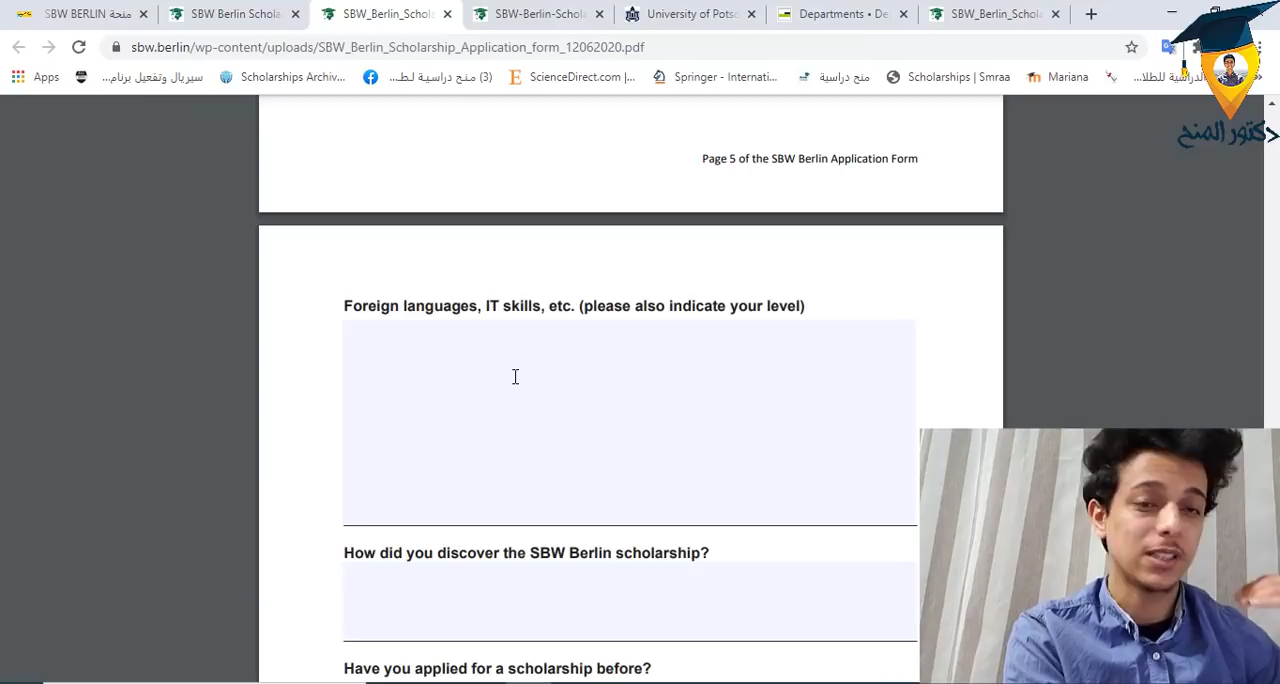 SBW BERLIN منحة
SBW Berlin Schola
SBW_Berlin_Schola
SBW-Berlin-Schola
University of Potsd
Departments • De
SBW_Berlin_Schola
sbw.berlin/wp-content/uploads/SBW_Berlin_Scholarship_Application_form_12062020.pdf
Apps
سيريال وتفعيل برنام...
Scholarships Archiv...
(3) منح دراسية لطـ...
ScienceDirect.com |...
Springer - Internati...
منح دراسية
Scholarships | Smraa
Mariana
الدراسية للطلا...
دكتور المنح
Page 5 of the SBW Berlin Application Form
Foreign languages, IT skills, etc. (please also indicate your level)
How did you discover the SBW Berlin scholarship?
Have you applied for a scholarship before?